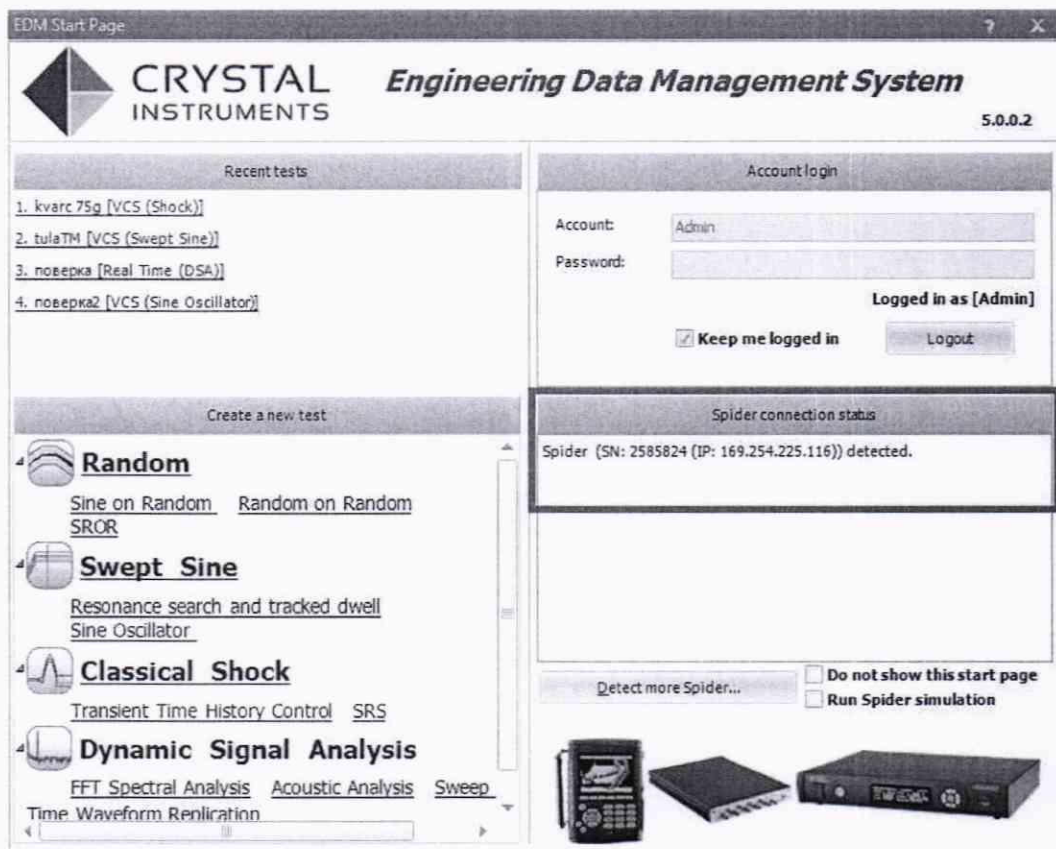 EDM Start Page
? X
CRYSTAL
INSTRUMENTS
Engineering Data Management System
5.0.0.2
Recent tests
1. kvarc 75g [VCS (Shock)]
2. tulaTM [VCS (Swept Sine)]
3. поверка [Real Time (DSA)]
4. поверка2 [VCS (Sine Oscillator)]
Account login
Account: Admin
Password:
Logged in as [Admin]
Keep me logged in
Logout
Create a new test
Random
Sine on Random Random on Random
SROR
Swept Sine
Resonance search and tracked dwell
Sine Oscillator
Classical Shock
Transient Time History Control SRS
Dynamic Signal Analysis
FFT Spectral Analysis Acoustic Analysis Sweep
Time Waveform Replication
Spider connection status
Spider (SN: 2585824 (IP: 169.254.225.116)) detected.
Detect more Spider...
Do not show this start page
Run Spider simulation